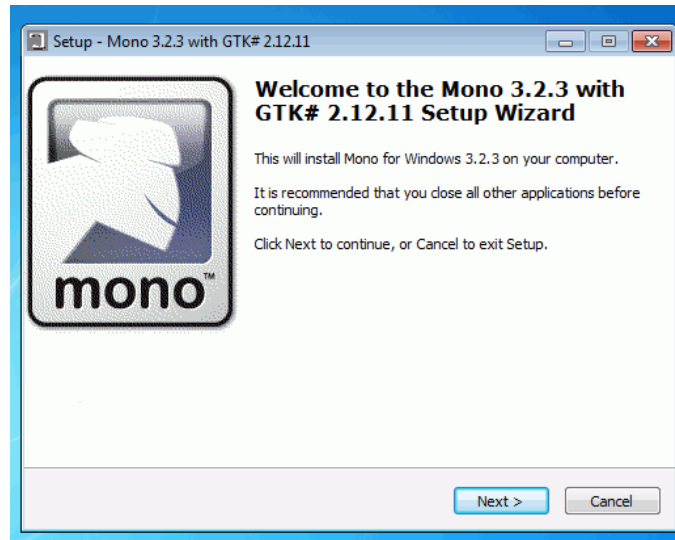 Setup - Mono 3.2.3 with GTK# 2.12.11
Welcome to the Mono 3.2.3 with
GTK# 2.12.11 Setup Wizard
This will install Mono for Windows 3.2.3 on your computer.
It is recommended that you close all other applications before
continuing.
Click Next to continue, or Cancel to exit Setup.
mono™
Next >
Cancel